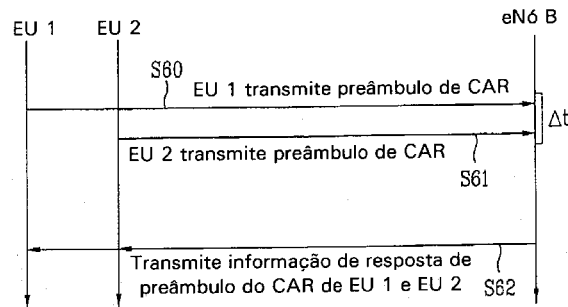 EU 1
EU 2
eNó B
S60
EU 1 transmite preâmbulo de CAR
Δt
EU 2 transmite preâmbulo de CAR
S61
Transmite informação de resposta de
preâmbulo do CAR de EU 1 e EU 2
S62